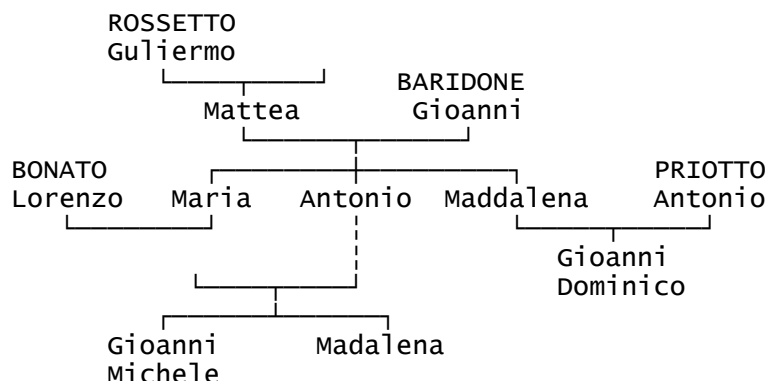 ROSSETTO
Guliermo
BARIDONE
Mattea Gioanni
BONATO PRIOTTO
Lorenzo Maria Antonio Maddalena Antonio
Gioanni
Dominico
Gioanni Madalena
Michele